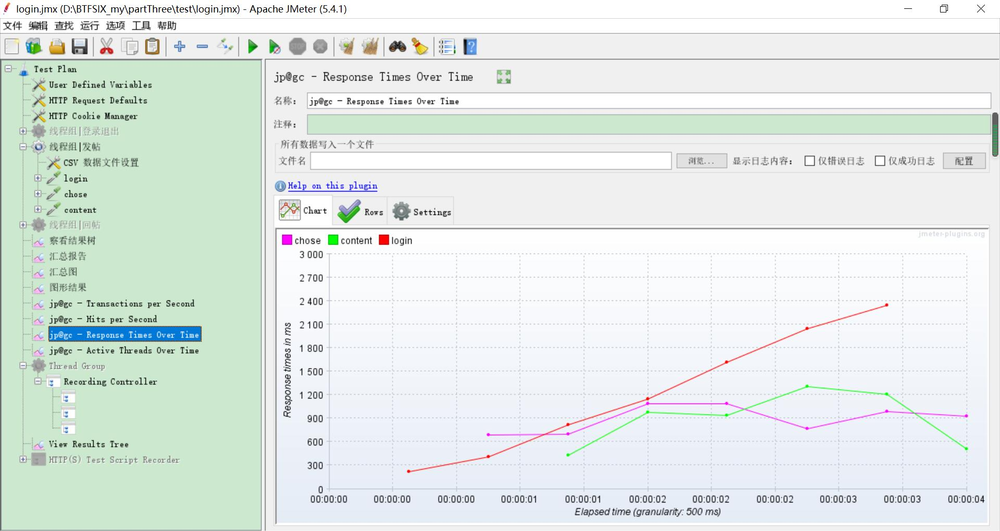 login.jmx (D:\BTFSIX_my\partThree\test\login.jmx) - Apache JMeter (5.4.1)
文件 编辑 查找 运行 选项 工具 帮助
STOP
Test Plan
User Defined Variables
HTTP Request Defaults
HTTP Cookie Manager
线程组|登录退出
线程组|发帖
CSV 数据文件设置
login
chose
content
线程组|回帖
察看结果树
汇总报告
汇总图
图形结果
jp@gc - Transactions per Second
jp@gc - Hits per Second
jp@gc - Response Times Over Time
jp@gc - Active Threads Over Time
Thread Group
Recording Controller
View Results Tree
HTTP(S) Test Script Recorder
jp@gc - Response Times Over Time
名称： jp@gc - Response Times Over Time
注释：
所有数据写入一个文件
文件名 浏览... 显示日志内容： 仅错误日志 仅成功日志 配置
Help on this plugin
Chart Rows Settings
jmeter-plugins.org
chose content login
3 000
2 700
2 400
2 100
1 800
1 500
1 200
900
600
300
0
Response times in ms
00:00:00 00:00:00 00:00:00 00:00:01 00:00:01 00:00:02 00:00:02 00:00:02 00:00:03 00:00:03 00:00:04
Elapsed time (granularity: 500 ms)